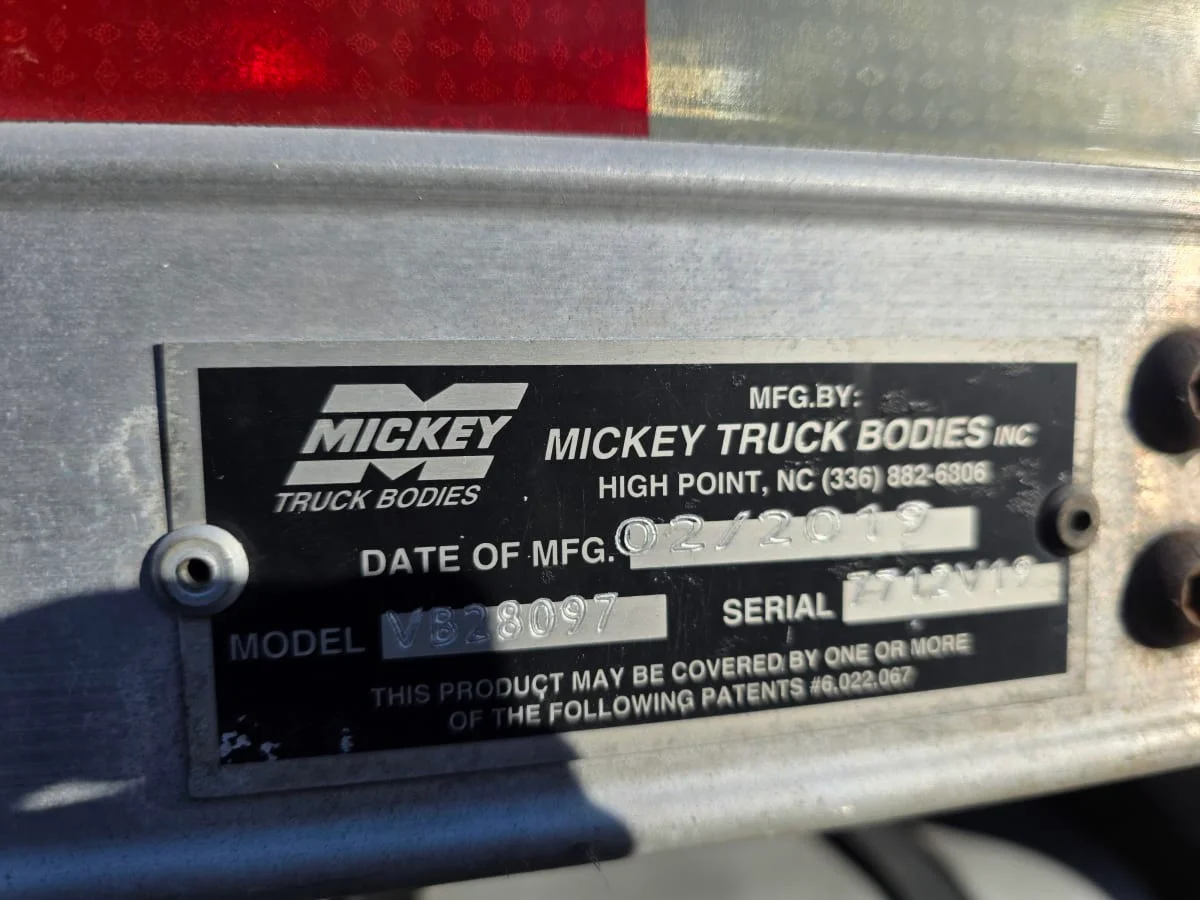 MICKEY
TRUCK BODIES
MFG.BY:
MICKEY TRUCK BODIES INC
HIGH POINT, NC (336) 882-6306
DATE OF MFG. 02/2019
MODEL VB28097
SERIAL 7712V19
THIS PRODUCT MAY BE COVERED BY ONE OR MORE
OF THE FOLLOWING PATENTS #6,022,067